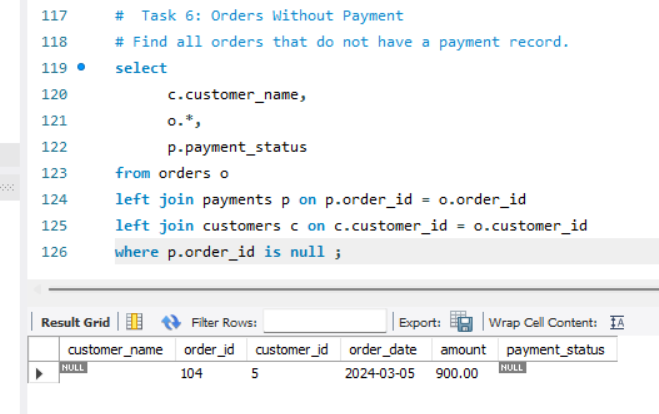 117 #  Task 6: Orders Without Payment
118 # Find all orders that do not have a payment record.
119 select
120 c.customer_name,
121 o.*,
122 p.payment_status
123 from orders o
124 left join payments p on p.order_id = o.order_id
125 left join customers c on c.customer_id = o.customer_id
126 where p.order_id is null ;
Result Grid Filter Rows: Export: Wrap Cell Content: IA
customer_name order_id customer_id order_date amount payment_status
NULL 104 5 2024-03-05 900.00 NULL